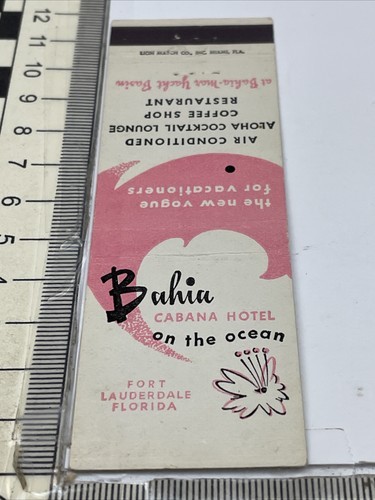 Bahia
CABANA HOTEL
on the ocean
FORT
LAUDERDALE
FLORIDA
the new vogue
for vacationers
AIR CONDITIONED
ALOHA COCKTAIL LOUNGE
COFFEE SHOP
RESTAURANT
at Bahia-Mar Yacht Basin
LION MATCH CO., INC. MIAMI, FLA.
12
11
10
9
8
7
6
5
4